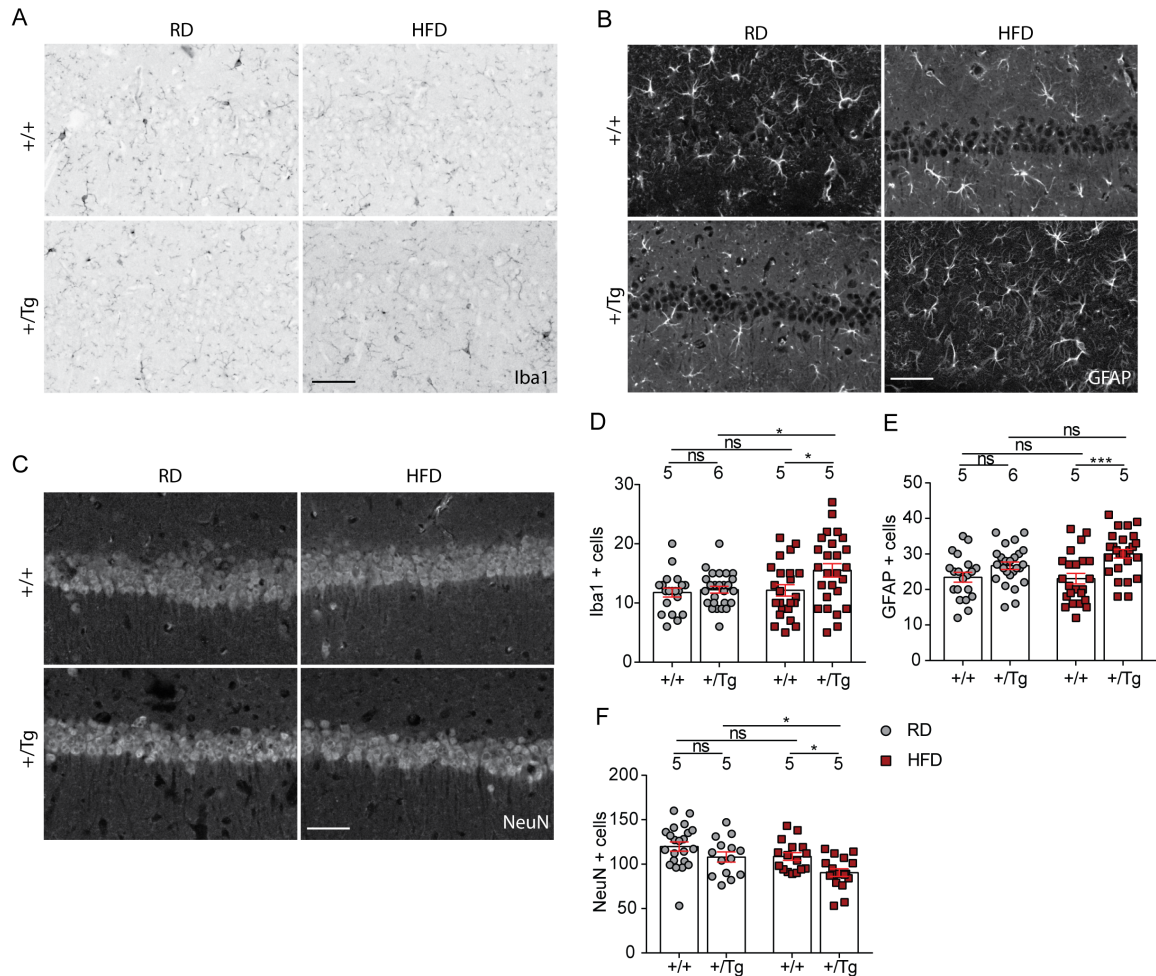 A
RD HFD
+/+
+/Tg
Iba1
B
RD HFD
+/+
+/Tg
GFAP
C
RD HFD
+/+
+/Tg
NeuN
D
*
ns
ns *
5 6 5 5
Iba1 + cells
30
20
10
0
+/+ +/Tg +/+ +/Tg
E
ns
ns
ns ***
5 6 5 5
GFAP + cells
50
40
30
20
10
0
+/+ +/Tg +/+ +/Tg
F
*
ns
ns *
5 5 5 5
NeuN + cells
200
150
100
50
0
+/+ +/Tg +/+ +/Tg
RD
HFD